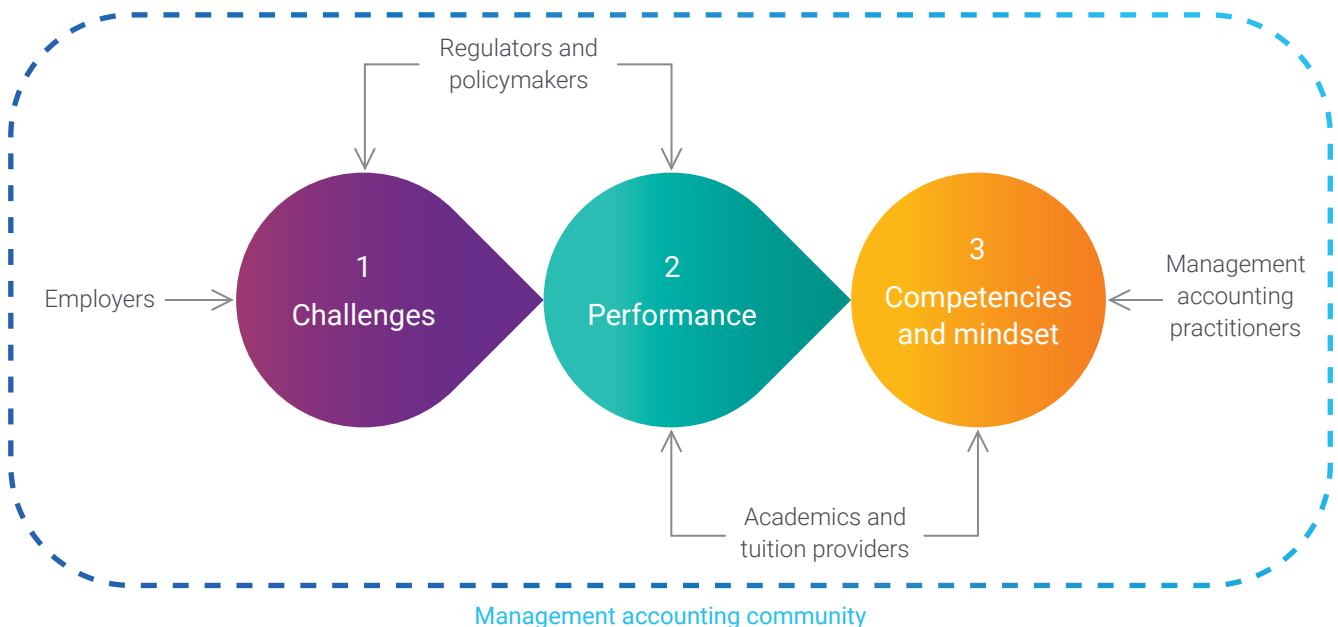 Regulators and
policymakers
Employers
1
Challenges
2
Performance
3
Competencies
and mindset
Management
accounting
practitioners
Academics and
tuition providers
Management accounting community